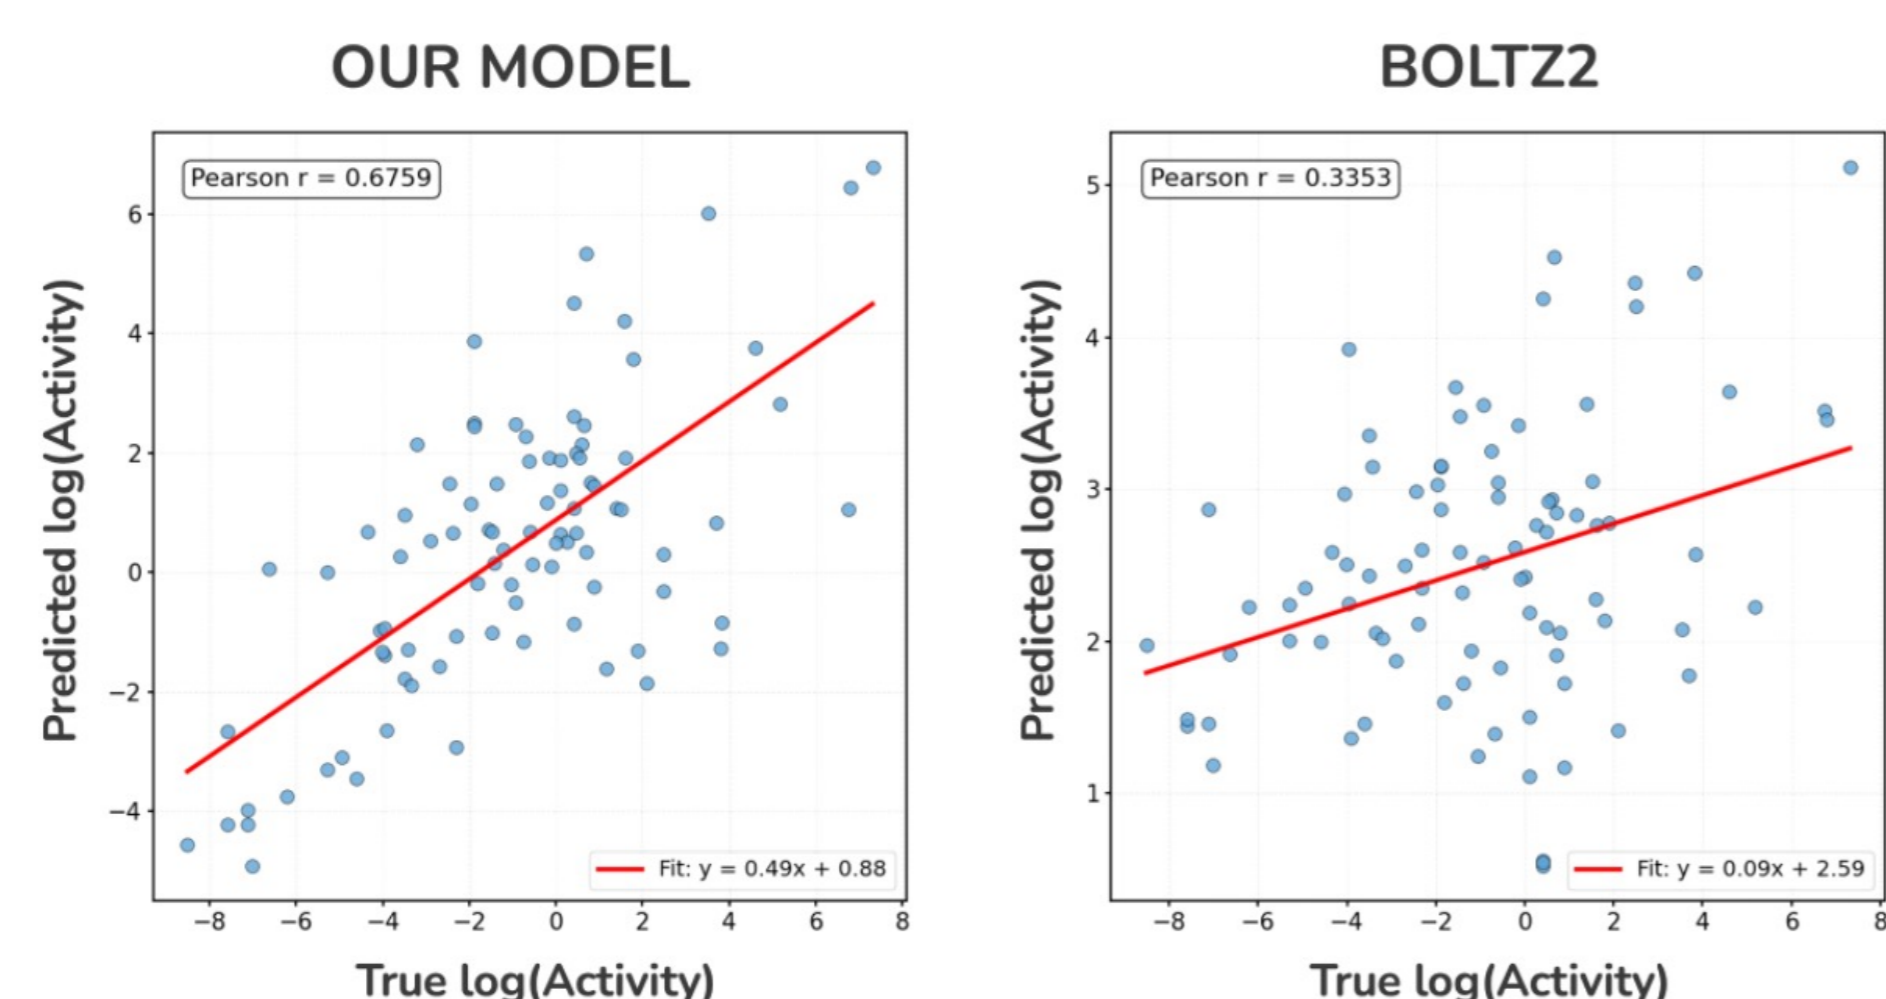 OUR MODEL
Pearson r = 0.6759
6
4
2
0
−2
−4
Predicted log(Activity)
Fit: y = 0.49x + 0.88
−8 −6 −4 −2 0 2 4 6 8
True log(Activity)
BOLTZ2
Pearson r = 0.3353
5
4
3
2
1
Predicted log(Activity)
Fit: y = 0.09x + 2.59
−8 −6 −4 −2 0 2 4 6 8
True log(Activity)